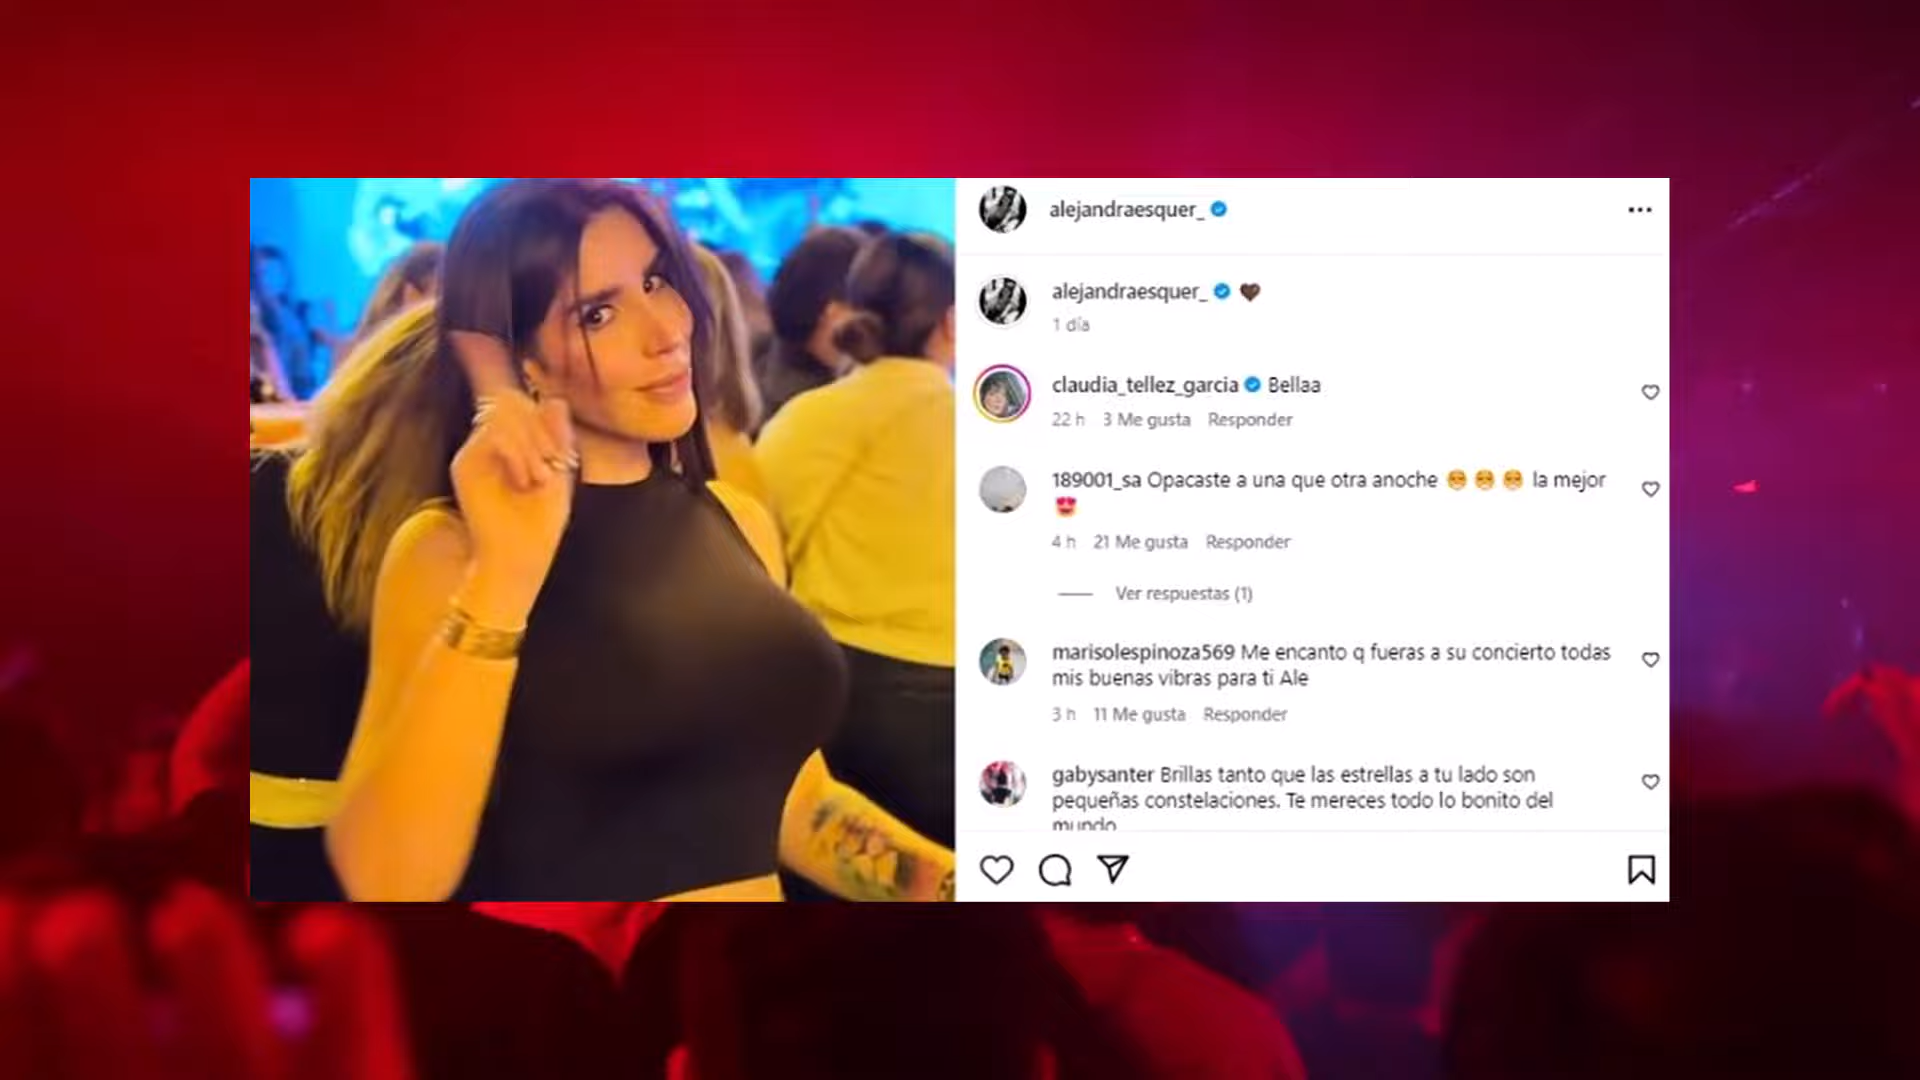 alejandraesquer_
alejandraesquer_ 🖤
1 día
claudia_tellez_garcia Bellaa
22 h 3 Me gusta Responder
189001_sa Opacaste a una que otra anoche 😁 😁 😁 la mejor
😍
4 h 21 Me gusta Responder
Ver respuestas (1)
marisolespinoza569 Me encanto q fueras a su concierto todas
mis buenas vibras para ti Ale
3 h 11 Me gusta Responder
gabysanter Brillas tanto que las estrellas a tu lado son
pequeñas constelaciones. Te mereces todo lo bonito del
mundo